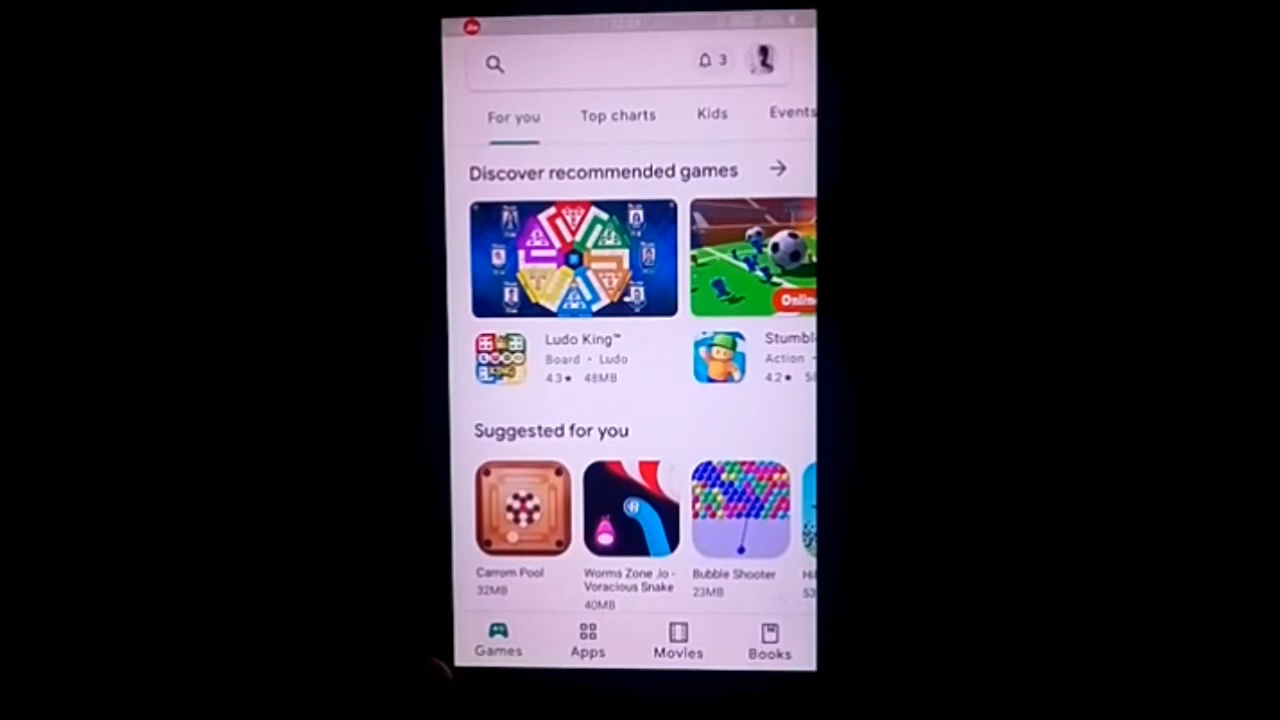 3
For you Top charts Kids Events
Discover recommended games
Ludo King™
Board • Ludo
4.3★ 48MB
Online
Stumbl
Action •
4.2★
Suggested for you
Carrom Pool
32MB
Worms Zone .io -
Voracious Snake
40MB
Bubble Shooter
23MB
Games Apps Movies Books